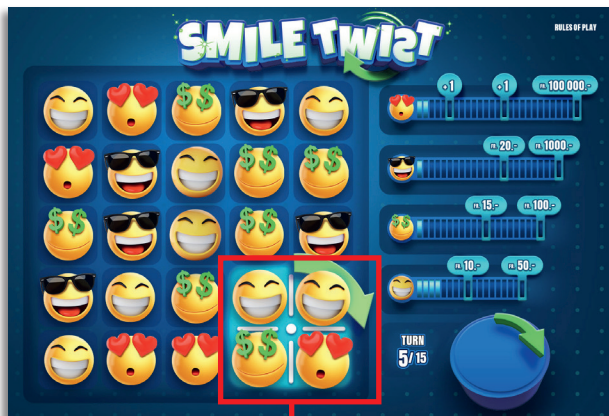 SMILE TWIST
RULES OF PLAY
+1 +1 FR. 100 000.-
FR. 20.- FR. 1000.-
FR. 15.- FR. 100.-
FR. 10.- FR. 50.-
TURN
5/15